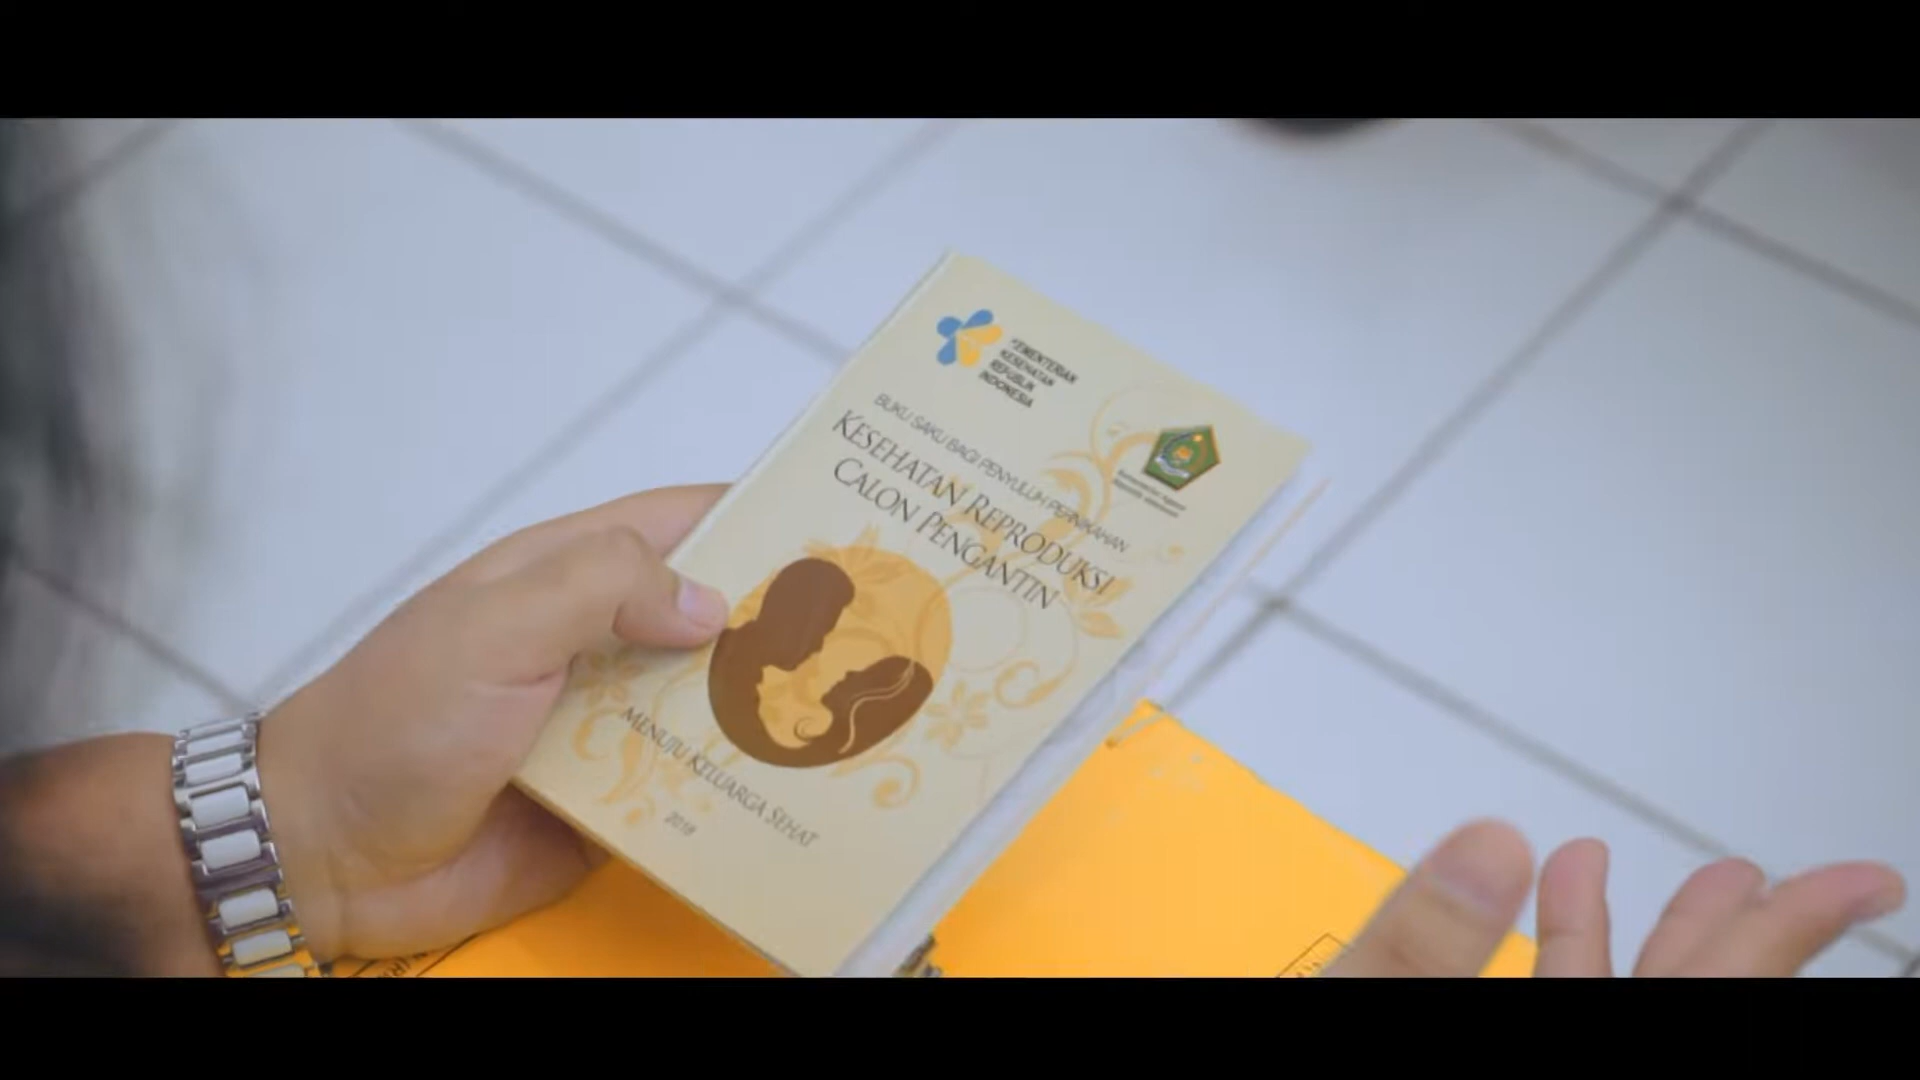 KEMENTERIAN
KESEHATAN
REPUBLIK
INDONESIA
BUKU SAKU BAGI PENYULUH PERNIKAHAN
KESEHATAN REPRODUKSI
CALON PENGANTIN
MENUJU KELUARGA SEHAT
2018